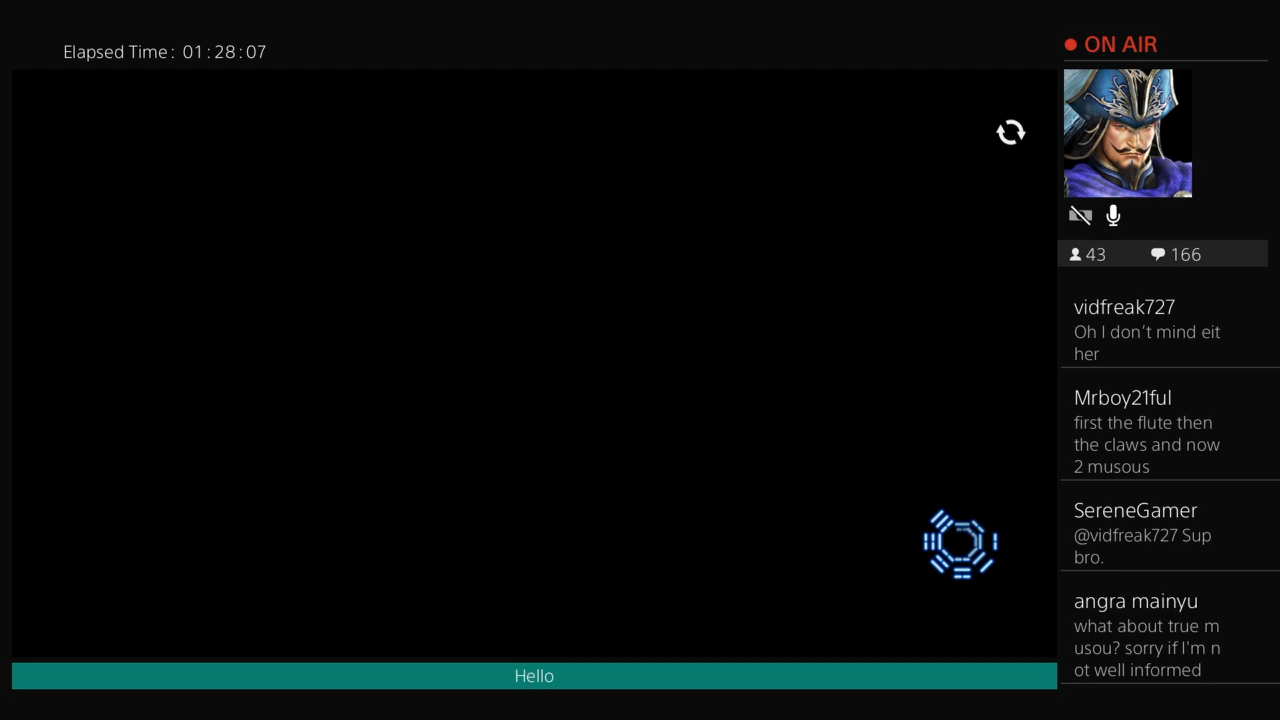 Elapsed Time: 01:28:07
ON AIR
43 166
vidfreak727
Oh I don't mind eit
her
Mrboy21ful
first the flute then
the claws and now
2 musous
SereneGamer
@vidfreak727 Sup
bro.
angra mainyu
what about true m
usou? sorry if I'm n
ot well informed
Hello